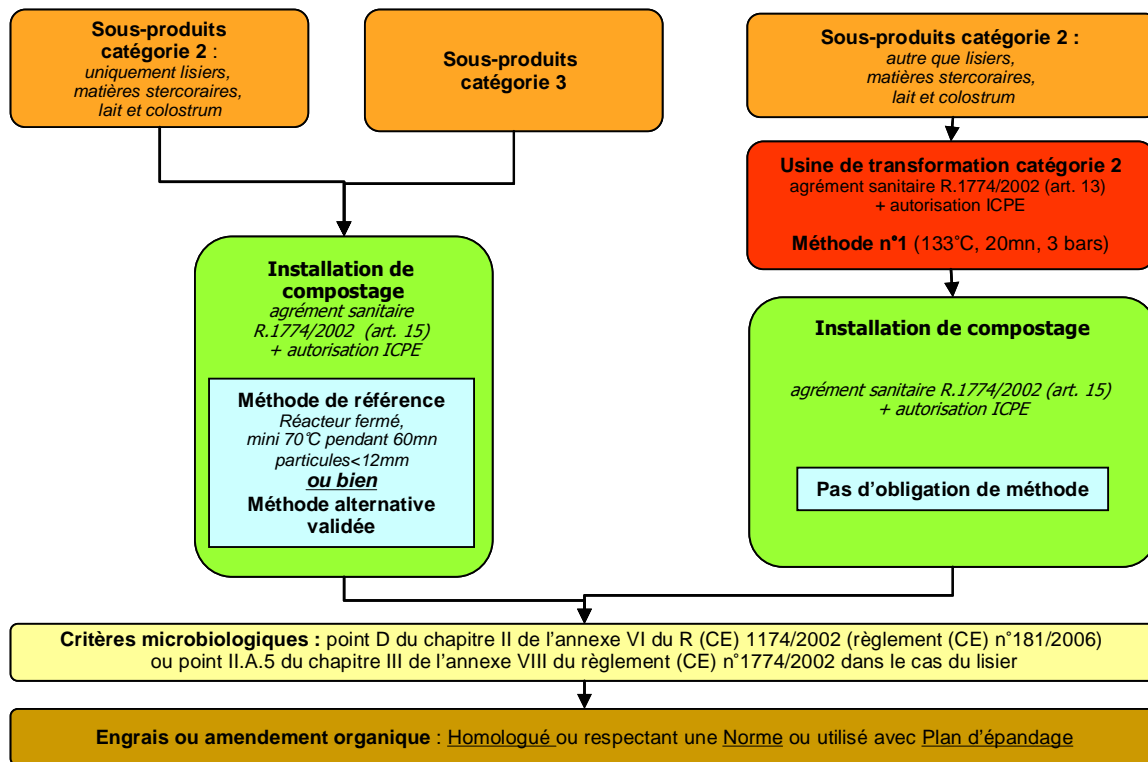 Sous-produits
catégorie 2 :
uniquement lisiers,
matières stercoraires,
lait et colostrum
Sous-produits
catégorie 3
Sous-produits catégorie 2 :
autre que lisiers,
matières stercoraires,
lait et colostrum
Usine de transformation catégorie 2
agrément sanitaire R.1774/2002 (art. 13)
+ autorisation ICPE
Méthode n°1 (133°C, 20mn, 3 bars)
Installation de
compostage
agrément sanitaire
R.1774/2002 (art. 15)
+ autorisation ICPE
Méthode de référence
Réacteur fermé,
mini 70°C pendant 60mn
particules<12mm
ou bien
Méthode alternative
validée
Installation de compostage
agrément sanitaire R.1774/2002 (art. 15)
+ autorisation ICPE
Pas d'obligation de méthode
Critères microbiologiques : point D du chapitre II de l'annexe VI du R (CE) 1174/2002 (règlement (CE) n°181/2006)
ou point II.A.5 du chapitre III de l'annexe VIII du règlement (CE) n°1774/2002 dans le cas du lisier
Engrais ou amendement organique : Homologué ou respectant une Norme ou utilisé avec Plan d'épandage